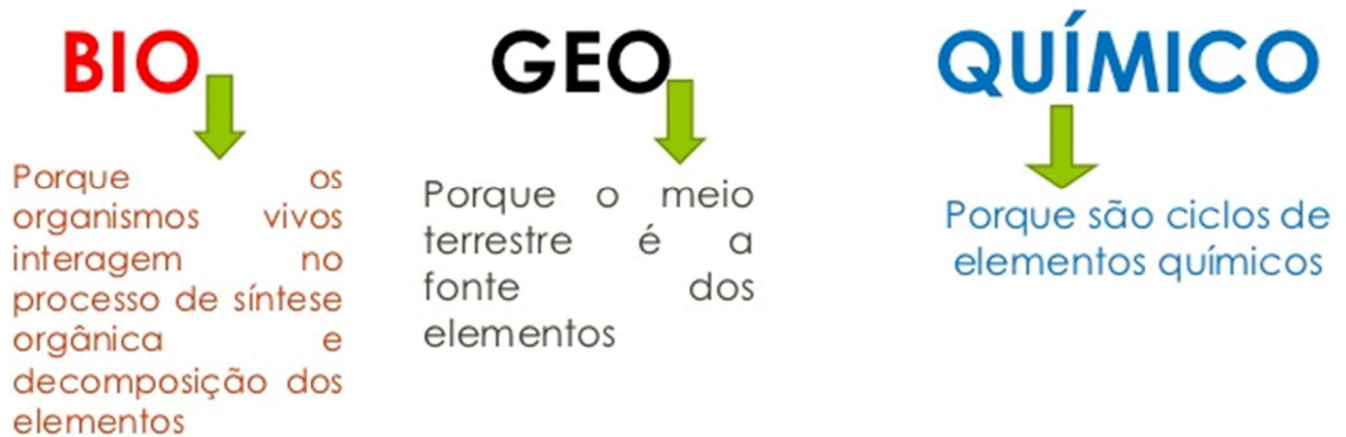 BIO
Porque os
organismos vivos
interagem no
processo de síntese
orgânica e
decomposição dos
elementos
GEO
Porque o meio
terrestre é a
fonte dos
elementos
QUÍMICO
Porque são ciclos de
elementos químicos